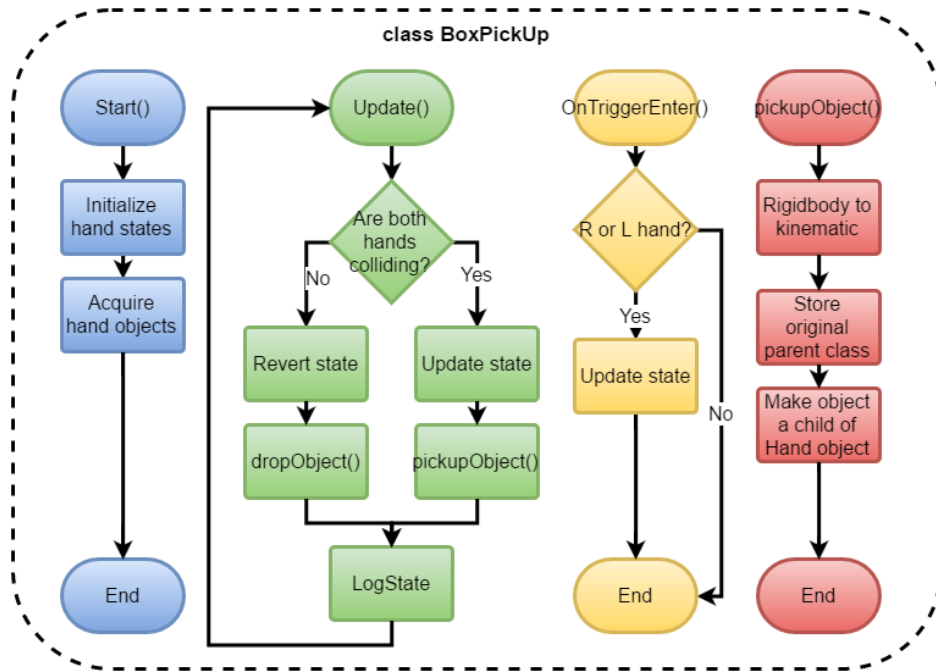 class BoxPickUp
Start()
Initialize
hand states
Acquire
hand objects
End
Update()
Are both
hands
colliding?
No
Yes
Revert state
Update state
dropObject()
pickupObject()
LogState
OnTriggerEnter()
R or L hand?
Yes
No
Update state
End
pickupObject()
Rigidbody to
kinematic
Store
original
parent class
Make object
a child of
Hand object
End